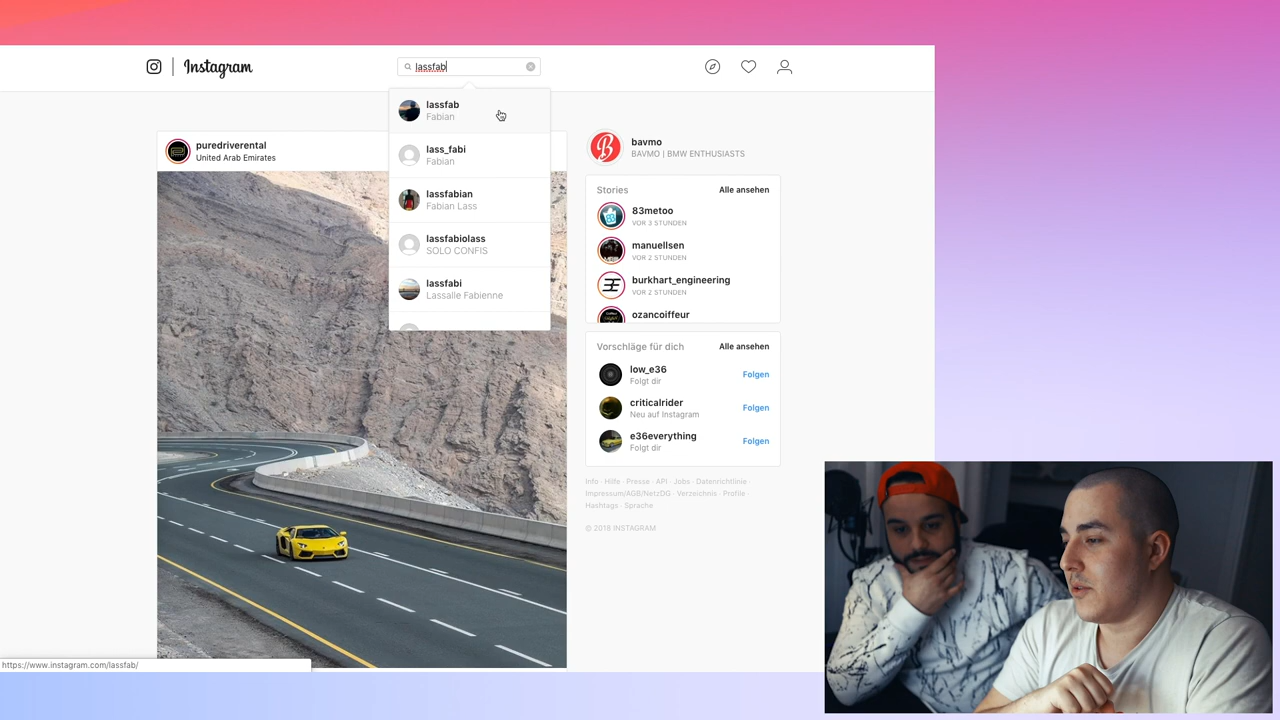 Instagram
lassfab
lassfab
Fabian
lass_fabi
Fabian
lassfabian
Fabian Lass
lassfabiolass
SOLO CONFIS
lassfabi
Lassalle Fabienne
puredriverental
United Arab Emirates
bavmo
BAVMO | BMW ENTHUSIASTS
Stories
Alle ansehen
83metoo
VOR 3 STUNDEN
manuellsen
VOR 2 STUNDEN
burkhart_engineering
VOR 2 STUNDEN
ozancoiffeur
Vorschläge für dich
Alle ansehen
low_e36
Folgt dir
Folgen
criticalrider
Neu auf Instagram
Folgen
e36everything
Folgt dir
Folgen
Info · Hilfe · Presse · API · Jobs · Datenrichtlinie ·
Impressum/AGB/NetzDG · Verzeichnis · Profile ·
Hashtags · Sprache
© 2018 INSTAGRAM
https://www.instagram.com/lassfab/